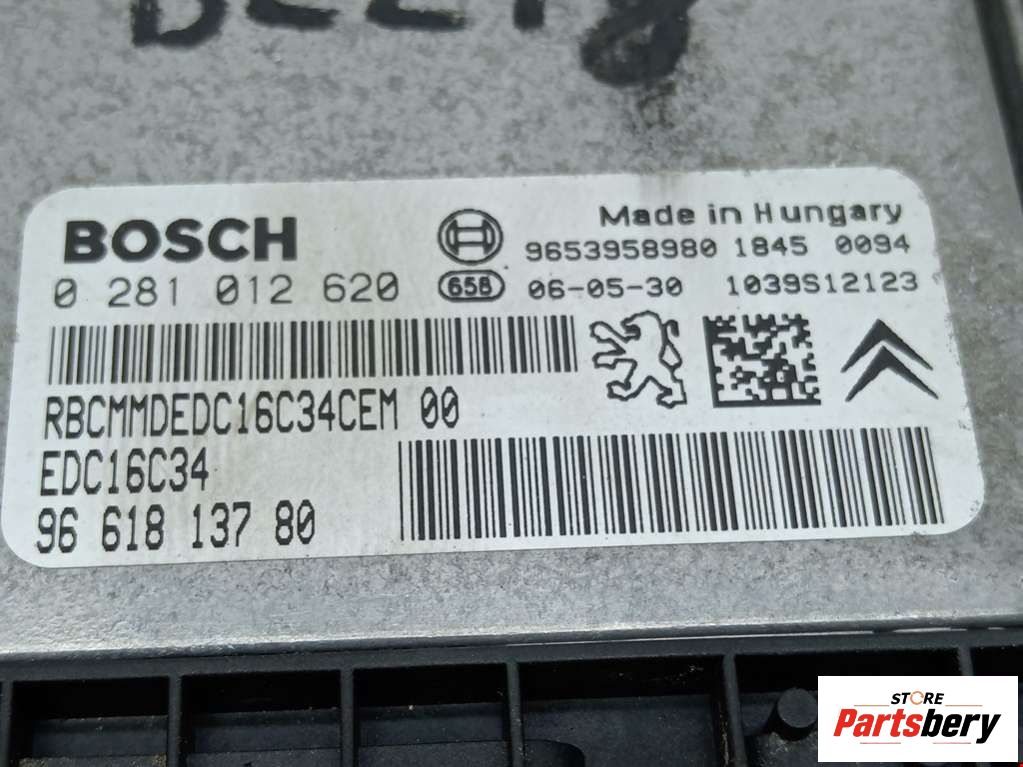 BOSCH
Made in Hungary
9653958980 1845 0094
0 281 012 620
658
06-05-30
1039S12123
RBCMMDEDC16C34CEM 00
EDC16C34
96 618 137 80
STORE
Partsbery